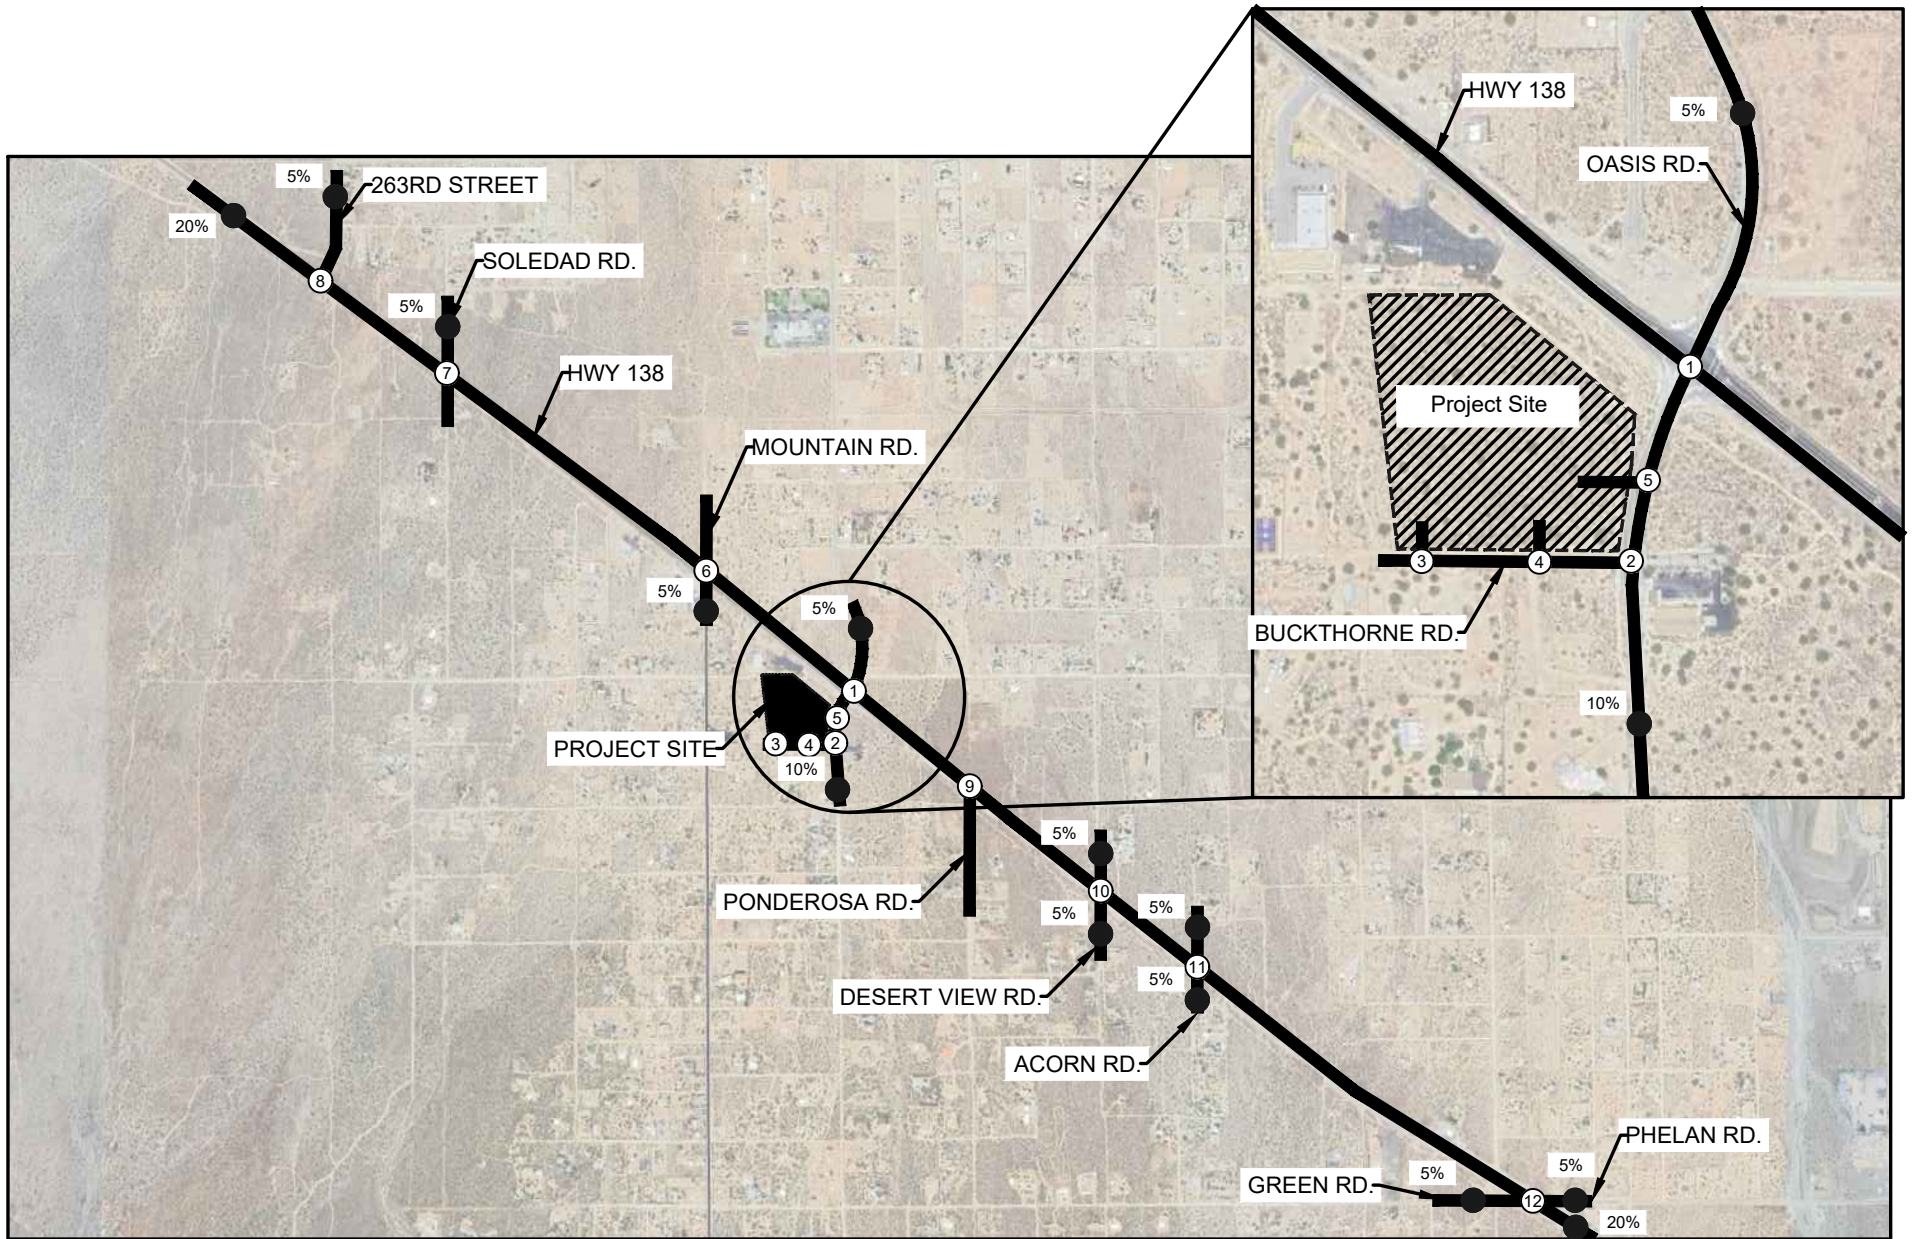 HWY 138
5%
OASIS RD.
1
Project Site
5
3
4
2
BUCKTHORNE RD.
10%
5%
263RD STREET
20%
8
SOLEDAD RD.
5%
7
HWY 138
MOUNTAIN RD.
6
5%
5%
1
5
PROJECT SITE
3
4
2
10%
9
5%
PONDEROSA RD.
10
5%
5%
11
5%
DESERT VIEW RD.
ACORN RD.
PHELAN RD.
5%
5%
GREEN RD.
12
20%